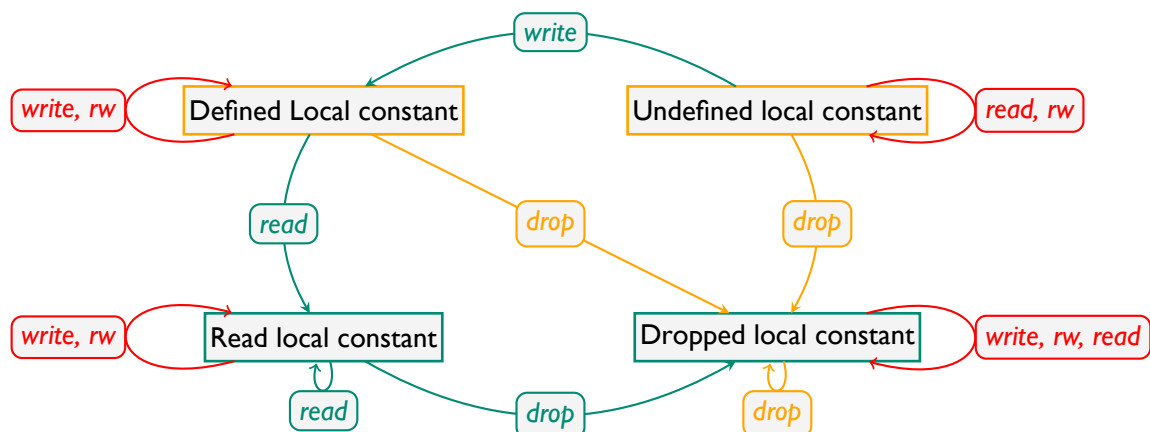 write
write, rw
Defined Local constant
Undefined local constant
read, rw
read
drop
drop
write, rw
Read local constant
Dropped local constant
write, rw, read
read
drop
drop